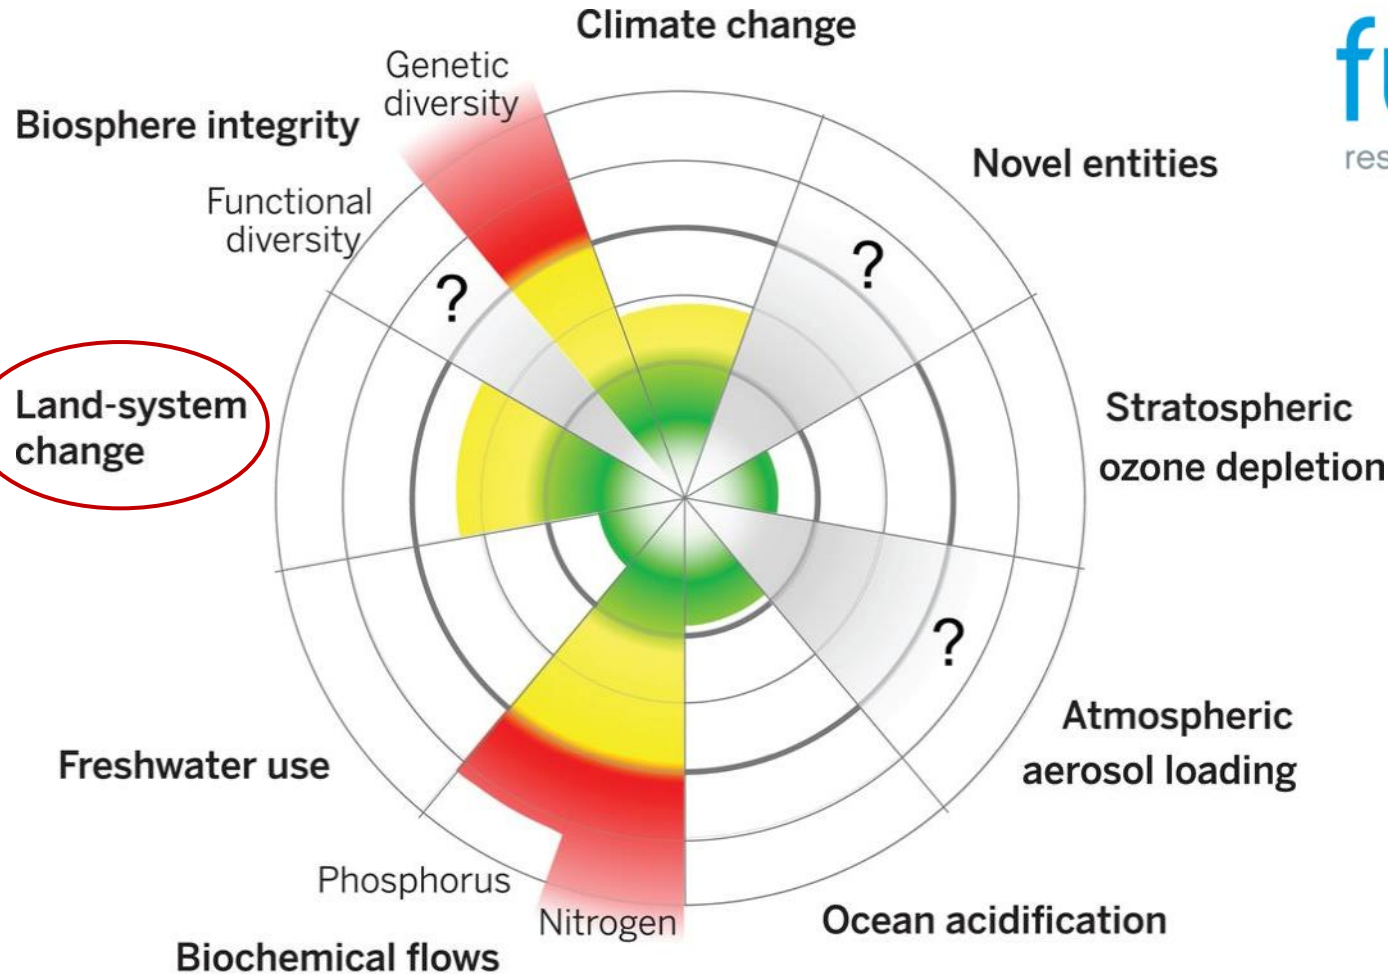 Climate change
Genetic
diversity
Biosphere integrity
Novel entities
Functional
diversity
?
?
Land-system
change
Stratospheric
ozone depletion
?
Atmospheric
aerosol loading
Freshwater use
Phosphorus
Nitrogen
Ocean acidification
Biochemical flows